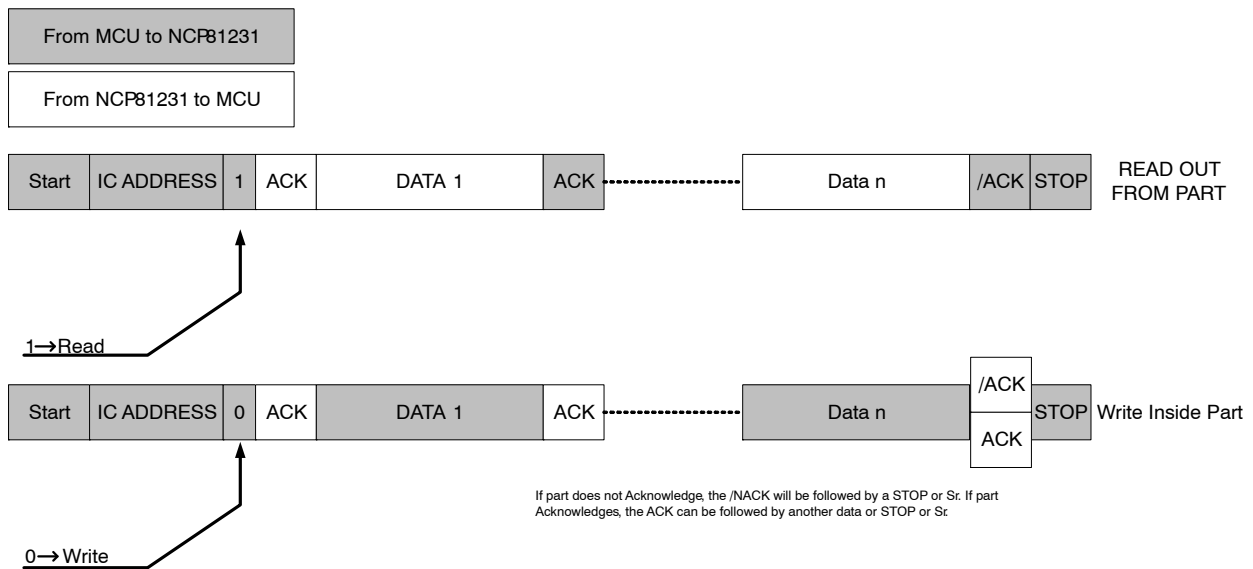 From MCU to NCP81231
From NCP81231 to MCU
Start IC ADDRESS 1 ACK DATA 1 ACK Data n /ACK STOP READ OUT
FROM PART
1→Read
Start IC ADDRESS 0 ACK DATA 1 ACK Data n /ACK
ACK STOP Write Inside Part
If part does not Acknowledge, the /NACK will be followed by a STOP or Sr. If part
Acknowledges, the ACK can be followed by another data or STOP or Sr.
0→Write